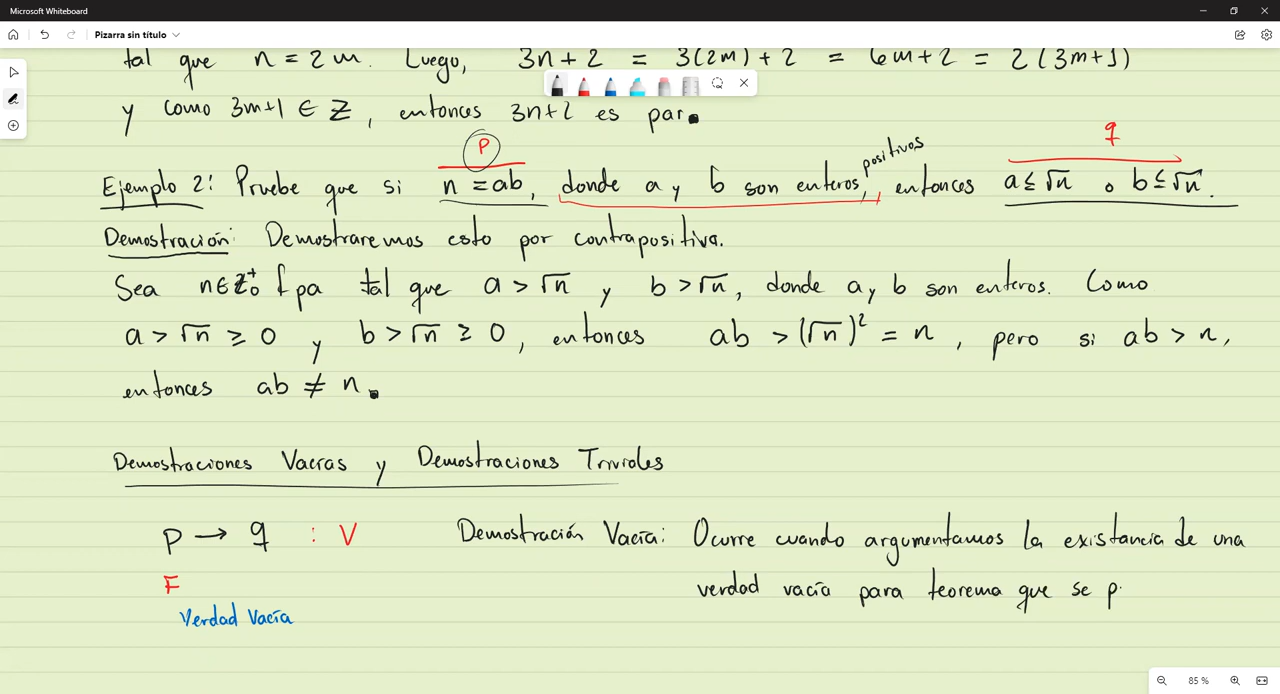 Microsoft Whiteboard
Pizarra sin título
tal que n = 2m. Luego, 3n+2 = 3(2m)+2 = 6m+2 = 2(3m+1)
y como 3m+1 ∈ Z, entonces 3n+2 es par.
P
positivos
q
Ejemplo 2: Pruebe que si n = ab, donde a y b son enteros, entonces a ≤ √n o b ≤ √n.
Demostración: Demostraremos esto por contrapositiva.
Sea n ∈ Z₀⁺ fpa tal que a > √n y b > √n, donde a y b son enteros. Como
a > √n ≥ 0 y b > √n ≥ 0, entonces ab > (√n)² = n, pero si ab > n,
entonces ab ≠ n.
Demostraciones Vacías y Demostraciones Triviales
P → q : V
Demostración Vacía: Ocurre cuando argumentamos la existancia de una
F
verdad vacía para teorema que se p
Verdad Vacía
85 %